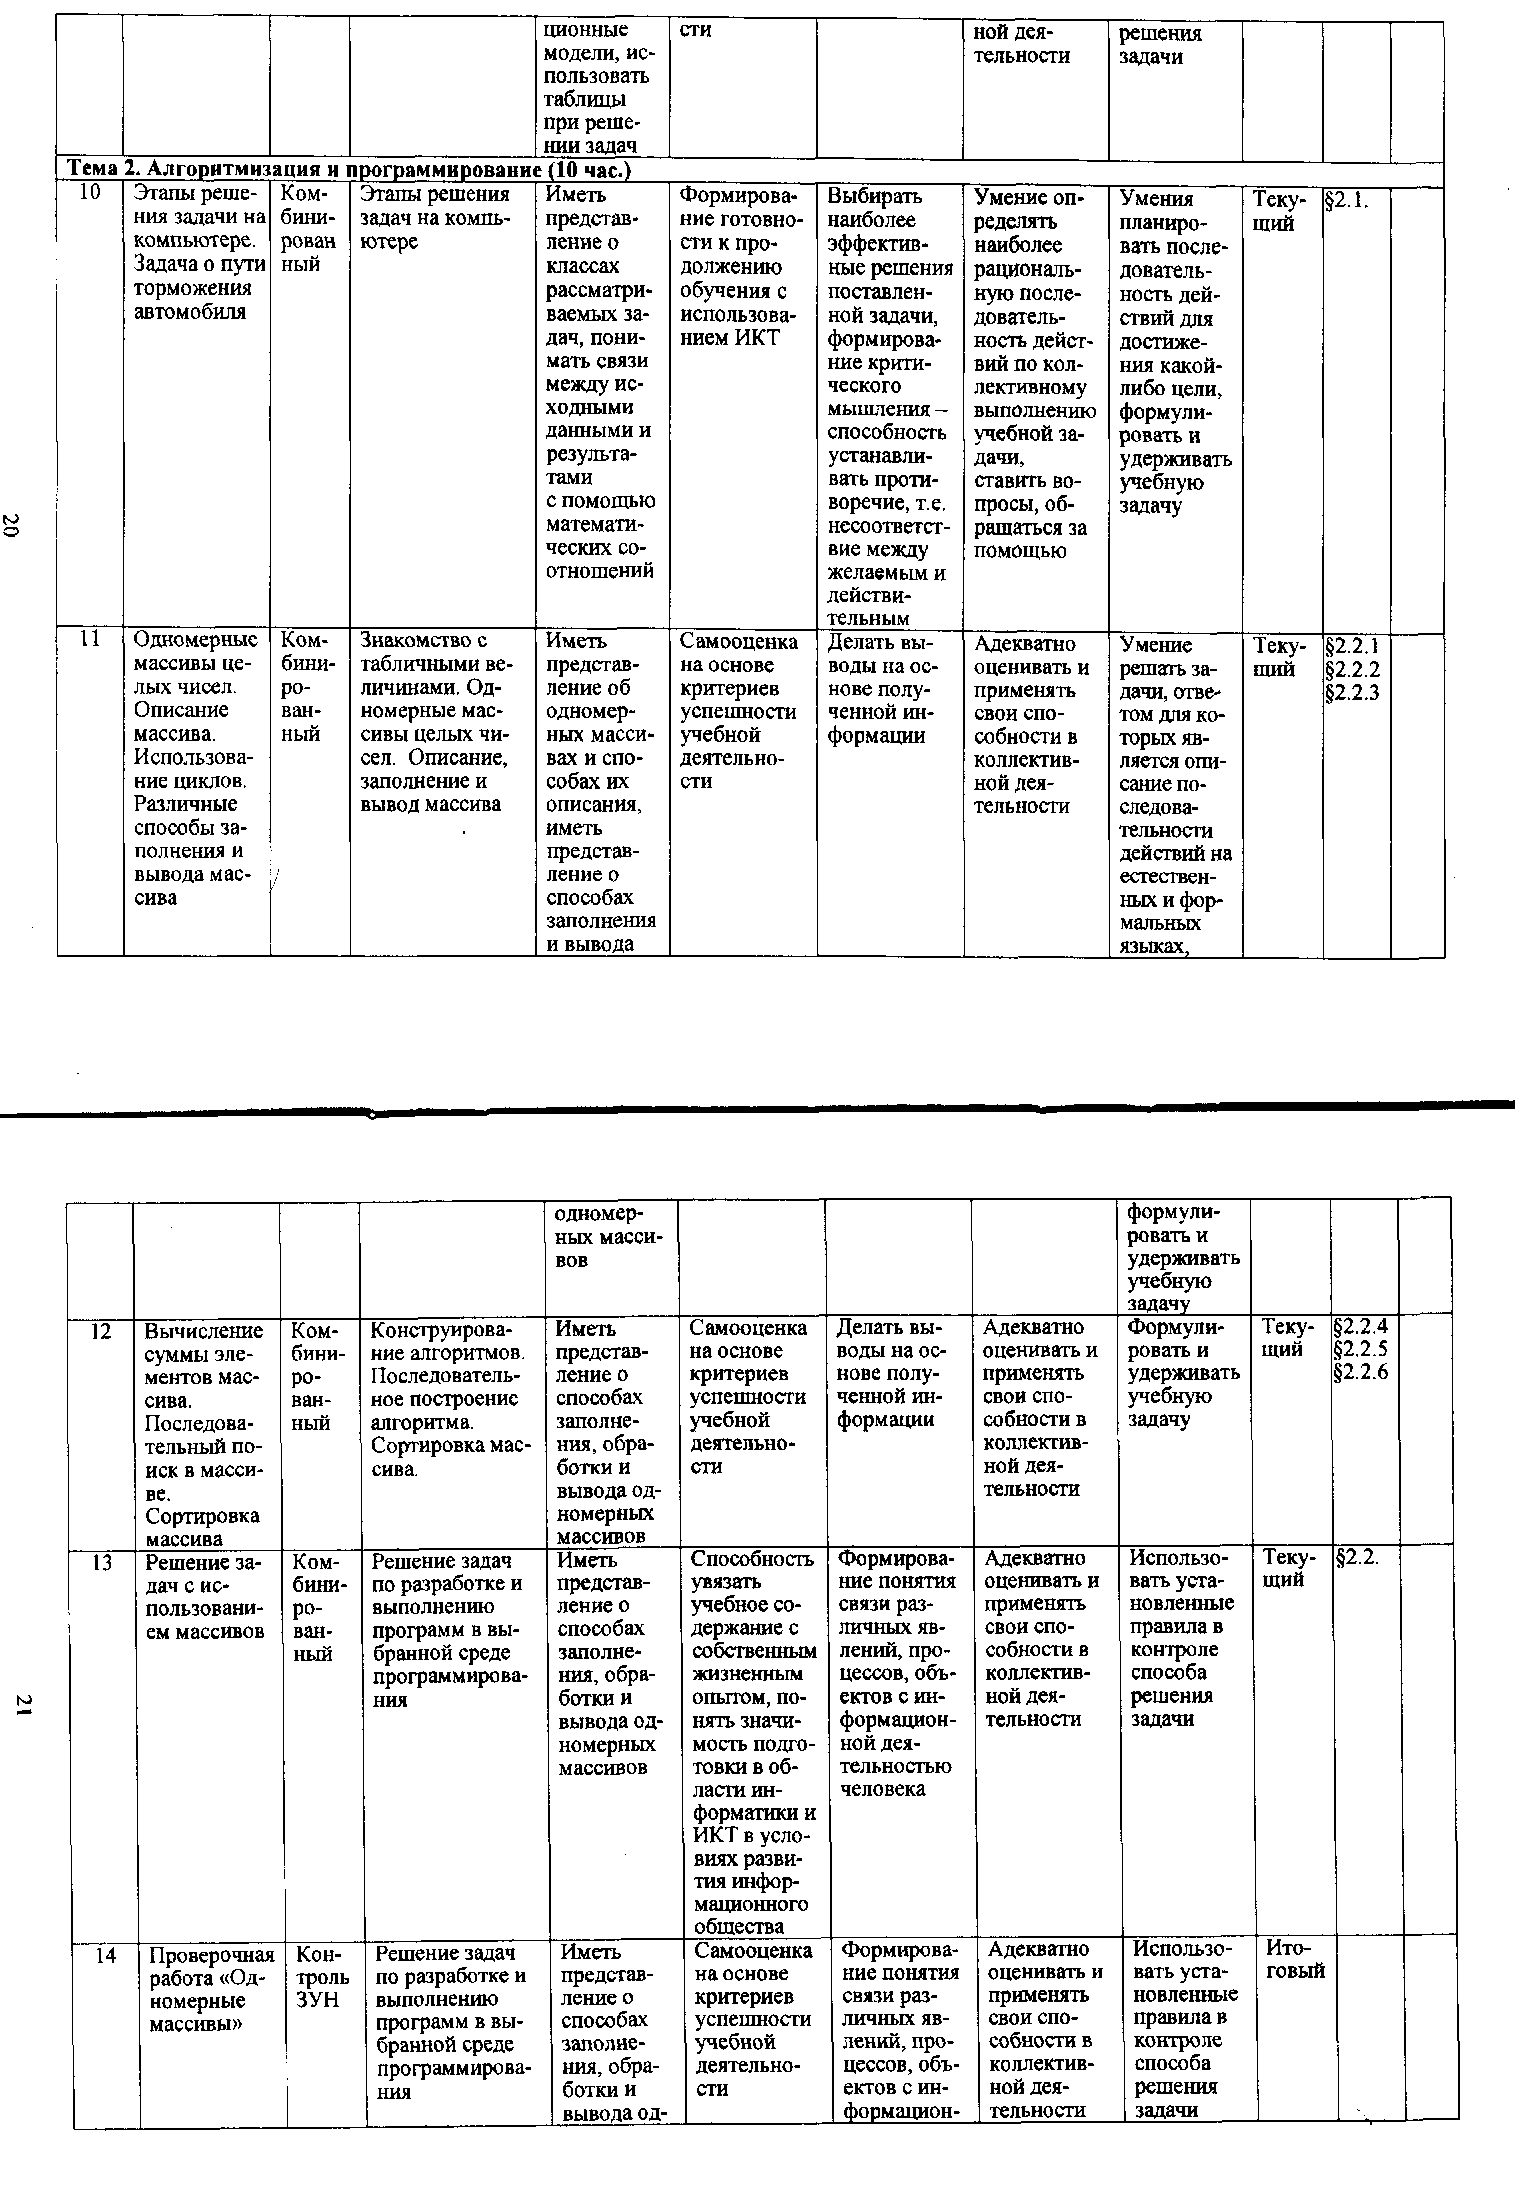 ционные
модели, ис-
пользовать
таблицы
при реше-
нии задач
сти
ной дея-
тельности
решения
задачи
Тема 2. Алгоритмизация и программирование (10 час.)
10
Этапы реше-
ния задачи на
компьютере.
Задача о пути
торможения
автомобиля
Ком-
бини-
рован
ный
Этапы решения
задач на компь-
ютере
Иметь
представ-
ление о
классах
рассматри-
ваемых за-
дач, пони-
мать связи
между ис-
ходными
данными и
результа-
тами
с помощью
математи-
ческих со-
отношений
Формирова-
ние готовно-
сти к про-
должению
обучения с
использова-
нием ИКТ
Выбирать
наиболее
эффектив-
ные решения
поставлен-
ной задачи,
формирова-
ние крити-
ческого
мышления –
способность
устанавли-
вать проти-
воречие, т.е.
несоответст-
вие между
желаемым и
действи-
тельным
Умение оп-
ределять
наиболее
рациональ-
ную после-
дователь-
ность дейст-
вий по кол-
лективному
выполнению
учебной за-
дачи,
ставить во-
просы, об-
ращаться за
помощью
Умения
планиро-
вать после-
дователь-
ность дей-
ствий для
достиже-
ния какой-
либо цели,
формули-
ровать и
удерживать
учебную
задачу
Теку-
щий
§2.1.
20
11
Одномерные
массивы це-
лых чисел.
Описание
массива.
Использова-
ние циклов.
Различные
способы за-
полнения и
вывода мас-
сива
Ком-
бини-
ро-
ван-
ный
Знакомство с
табличными ве-
личинами. Од-
номерные мас-
сивы целых чи-
сел. Описание,
заполнение и
вывод массива
Иметь
представ-
ление об
одномер-
ных масси-
вах и спо-
собах их
описания,
иметь
представ-
ление о
способах
заполнения
и вывода
Самооценка
на основе
критериев
успешности
учебной
деятельно-
сти
Делать вы-
воды на ос-
нове полу-
ченной ин-
формации
Адекватно
оценивать и
применять
свои спо-
собности в
коллектив-
ной дея-
тельности
Умение
решать за-
дачи, отве-
том для ко-
торых яв-
ляется опи-
сание по-
следова-
тельности
действий на
естествен-
ных и фор-
мальных
языках,
Теку-
щий
§2.2.1
§2.2.2
§2.2.3
одномер-
ных масси-
вов
формули-
ровать и
удерживать
учебную
задачу
12
Вычисление
суммы эле-
ментов мас-
сива.
Последова-
тельный по-
иск в масси-
ве.
Сортировка
массива
Ком-
бини-
ро-
ван-
ный
Конструирова-
ние алгоритмов.
Последователь-
ное построение
алгоритма.
Сортировка мас-
сива.
Иметь
представ-
ление о
способах
заполне-
ния, обра-
ботки и
вывода од-
номерных
массивов
Самооценка
на основе
критериев
успешности
учебной
деятельно-
сти
Делать вы-
воды на ос-
нове полу-
ченной ин-
формации
Адекватно
оценивать и
применять
свои спо-
собности в
коллектив-
ной дея-
тельности
Формули-
ровать и
удерживать
учебную
задачу
Теку-
щий
§2.2.4
§2.2.5
§2.2.6
13
Решение за-
дач с ис-
пользовани-
ем массивов
Ком-
бини-
ро-
ван-
ный
Решение задач
по разработке и
выполнению
программ в вы-
бранной среде
программирова-
ния
Иметь
представ-
ление о
способах
заполне-
ния, обра-
ботки и
вывода од-
номерных
массивов
Способность
увязать
учебное со-
держание с
собственным
жизненным
опытом, по-
нять значи-
мость подго-
товки в об-
ласти ин-
форматики и
ИКТ в усло-
виях разви-
тия инфор-
мационного
общества
Формирова-
ние понятия
связи раз-
личных яв-
лений, про-
цессов, объ-
ектов с ин-
формацион-
ной дея-
тельностью
человека
Адекватно
оценивать и
применять
свои спо-
собности в
коллектив-
ной дея-
тельности
Использо-
вать уста-
новленные
правила в
контроле
способа
решения
задачи
Теку-
щий
§2.2.
21
14
Проверочная
работа «Од-
номерные
массивы»
Кон-
троль
ЗУН
Решение задач
по разработке и
выполнению
программ в вы-
бранной среде
программирова-
ния
Иметь
представ-
ление о
способах
заполне-
ния, обра-
ботки и
вывода од-
Самооценка
на основе
критериев
успешности
учебной
деятельно-
сти
Формирова-
ние понятия
связи раз-
личных яв-
лений, про-
цессов, объ-
ектов с ин-
формацион-
Адекватно
оценивать и
применять
свои спо-
собности в
коллектив-
ной дея-
тельности
Использо-
вать уста-
новленные
правила в
контроле
способа
решения
задачи
Ито-
говый